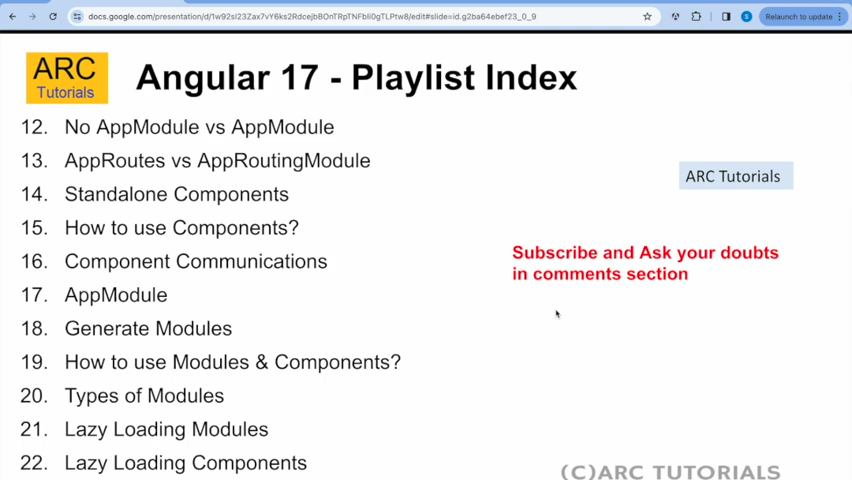 docs.google.com/presentation/d/1w92sl23Zax7vY6ks2RdcejbBOnTRpTNFbli0gTLPtw8/edit#slide=id.g2ba64ebef23_0_9
S
Relaunch to update
ARC
Tutorials
Angular 17 - Playlist Index
12. No AppModule vs AppModule
13. AppRoutes vs AppRoutingModule
14. Standalone Components
15. How to use Components?
16. Component Communications
17. AppModule
18. Generate Modules
19. How to use Modules & Components?
20. Types of Modules
21. Lazy Loading Modules
22. Lazy Loading Components
ARC Tutorials
Subscribe and Ask your doubts
in comments section
(C)ARC TUTORIALS